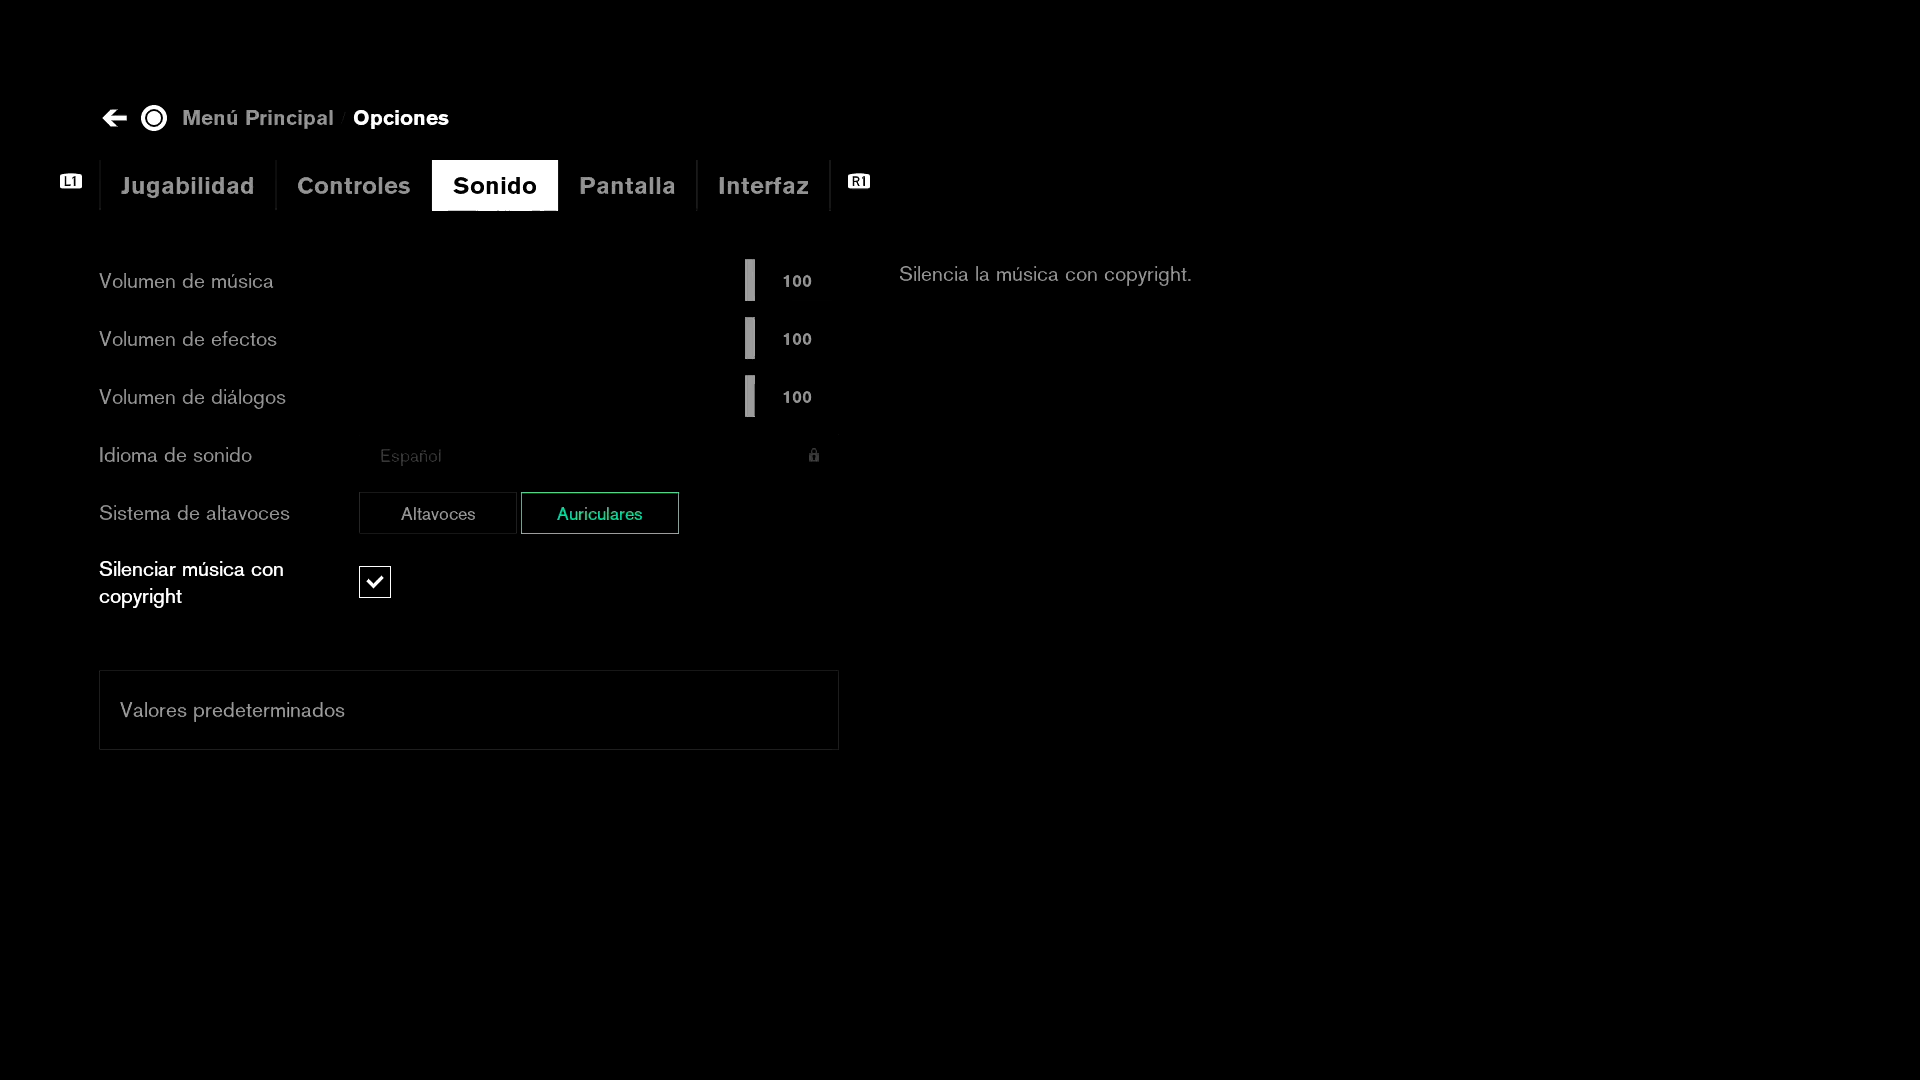 Menú Principal / Opciones
L1 Jugabilidad Controles Sonido Pantalla Interfaz R1
Volumen de música 100
Silencia la música con copyright.
Volumen de efectos 100
Volumen de diálogos 100
Idioma de sonido Español
Sistema de altavoces Altavoces Auriculares
Silenciar música con
copyright
Valores predeterminados